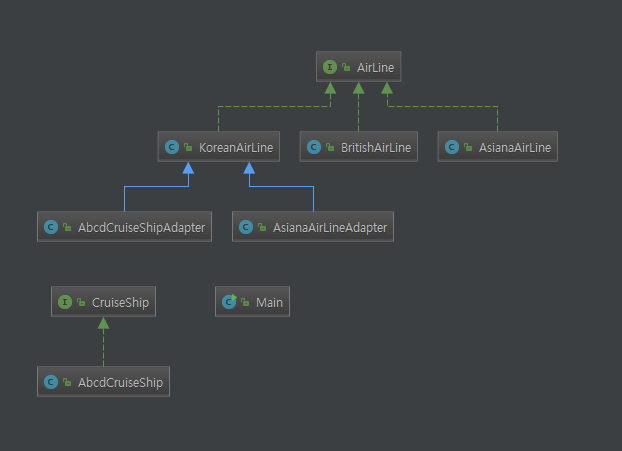 I AirLine
C KoreanAirLine
C BritishAirLine
C AsianaAirLine
C AbcdCruiseShipAdapter
C AsianaAirLineAdapter
I CruiseShip
C Main
C AbcdCruiseShip